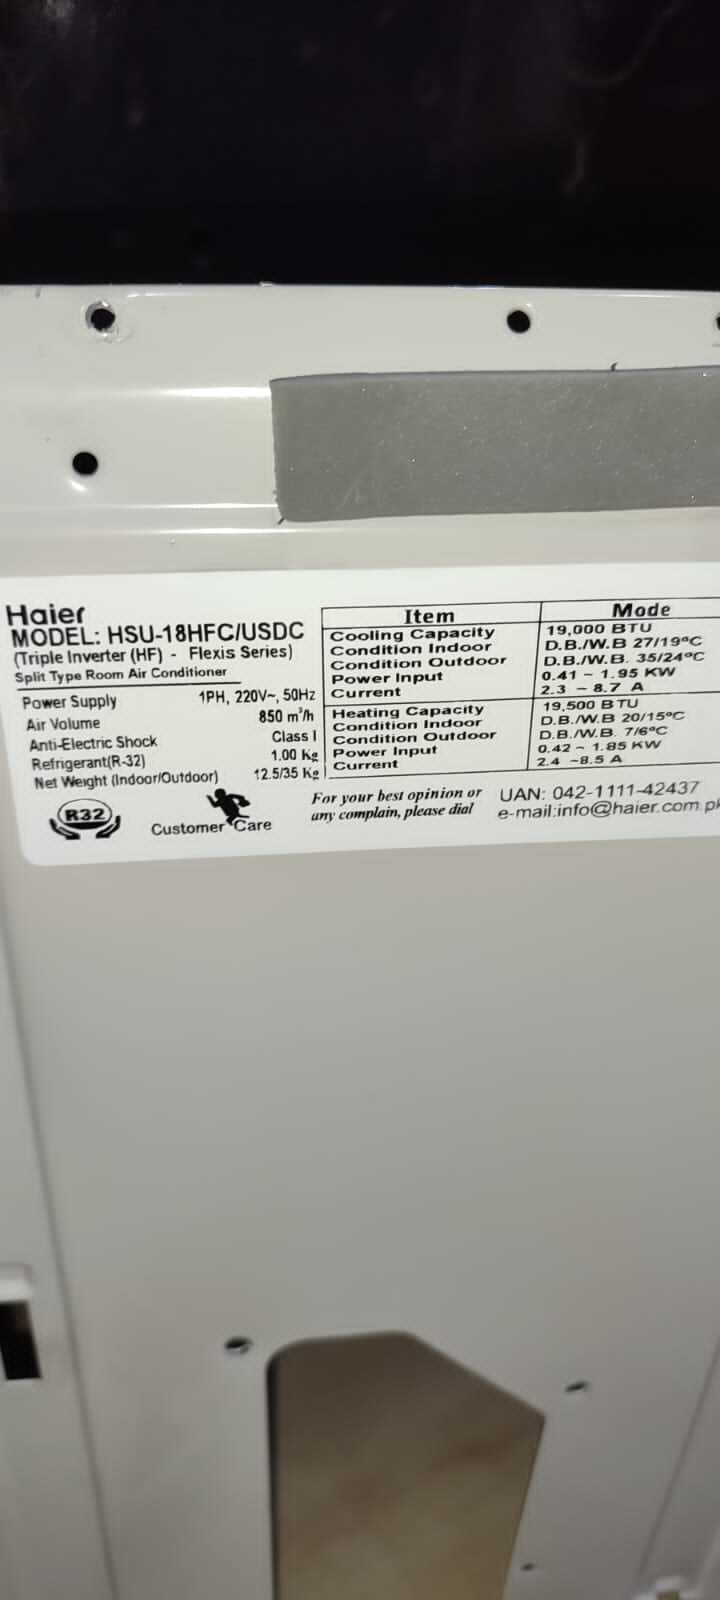 Haier
MODEL: HSU-18HFC/USDC
(Triple Inverter (HF) - Flexis Series)
Split Type Room Air Conditioner
Power Supply 1PH, 220V~, 50Hz
Air Volume 850 m³/h
Anti-Electric Shock Class I
Refrigerant(R-32) 1.00 Kg
Net Weight (Indoor/Outdoor) 12.5/35 Kg
R32
Customer Care
Item Mode
Cooling Capacity 19,000 BTU
Condition Indoor D.B./W.B 27/19ºC
Condition Outdoor D.B./W.B. 35/24ºC
Power Input 0.41 ~ 1.95 KW
Current 2.3 ~ 8.7 A
Heating Capacity 19,500 BTU
Condition Indoor D.B./W.B 20/15ºC
Condition Outdoor D.B./W.B. 7/6ºC
Power Input 0.42 ~ 1.85 KW
Current 2.4 ~8.5 A
For your best opinion or
any complain, please dial
UAN: 042-1111-42437
e-mail:info@haier.com.pk